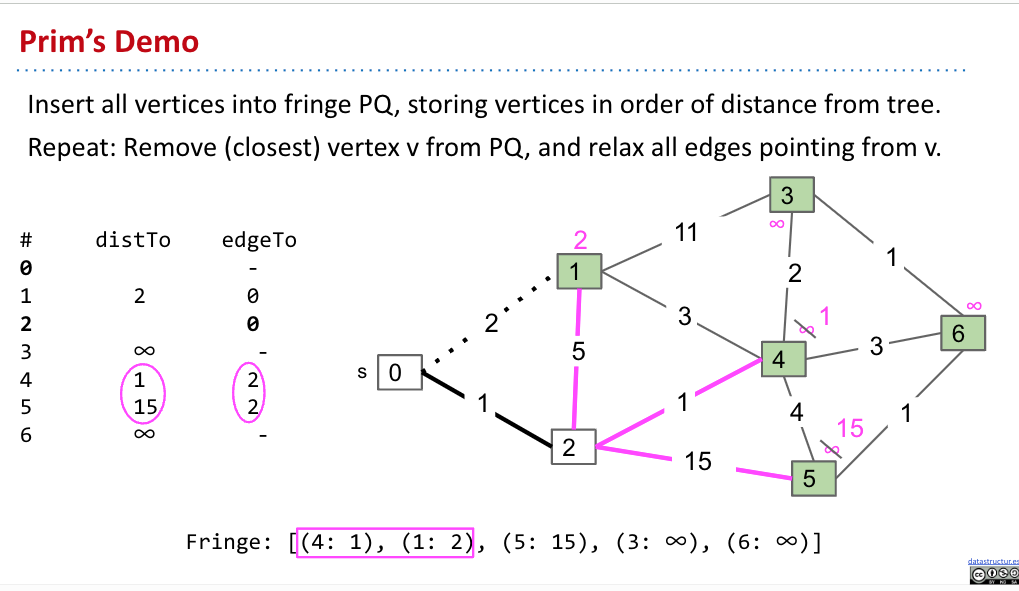 Prim's Demo
Insert all vertices into fringe PQ, storing vertices in order of distance from tree.
Repeat: Remove (closest) vertex v from PQ, and relax all edges pointing from v.
# distTo edgeTo
0 -
1 2 0
2 0
3 ∞ -
4 1 2
5 15 2
6 ∞ -
3
∞
11
1
2
1
2
∞
6
2
3
∞ 1
4
3
5
s 0
1
1
4
1
2
15
15
∞
5
Fringe: [(4: 1), (1: 2), (5: 15), (3: ∞), (6: ∞)]
datastructur.es